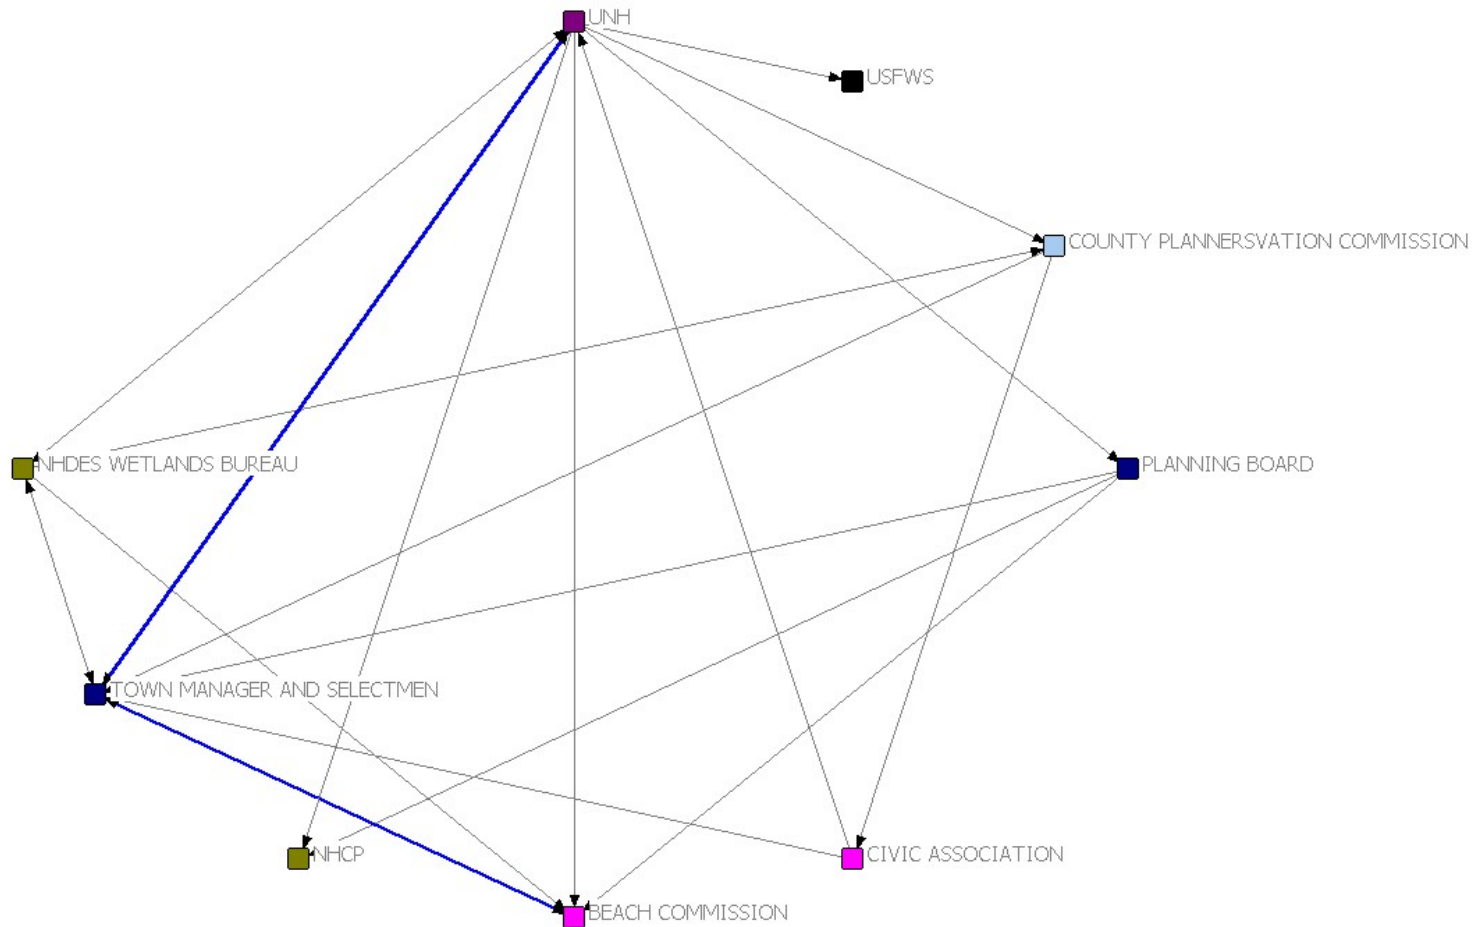 UNH
USFWS
COUNTY PLANNERSVATION COMMISSION
NHDES WETLANDS BUREAU
PLANNING BOARD
TOWN MANAGER AND SELECTMEN
NHCP
CIVIC ASSOCIATION
BEACH COMMISSION